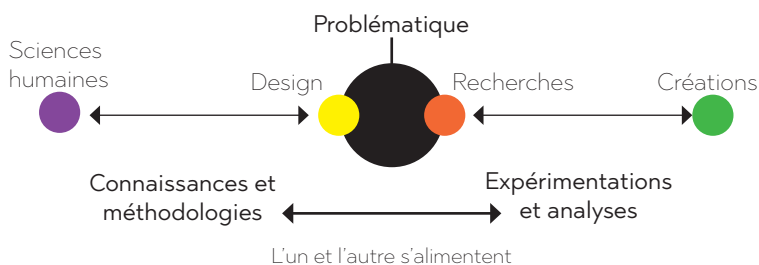 Problématique
Sciences
humaines
Design
Recherches
Créations
Connaissances et
méthodologies
Expérimentations
et analyses
L'un et l'autre s'alimentent